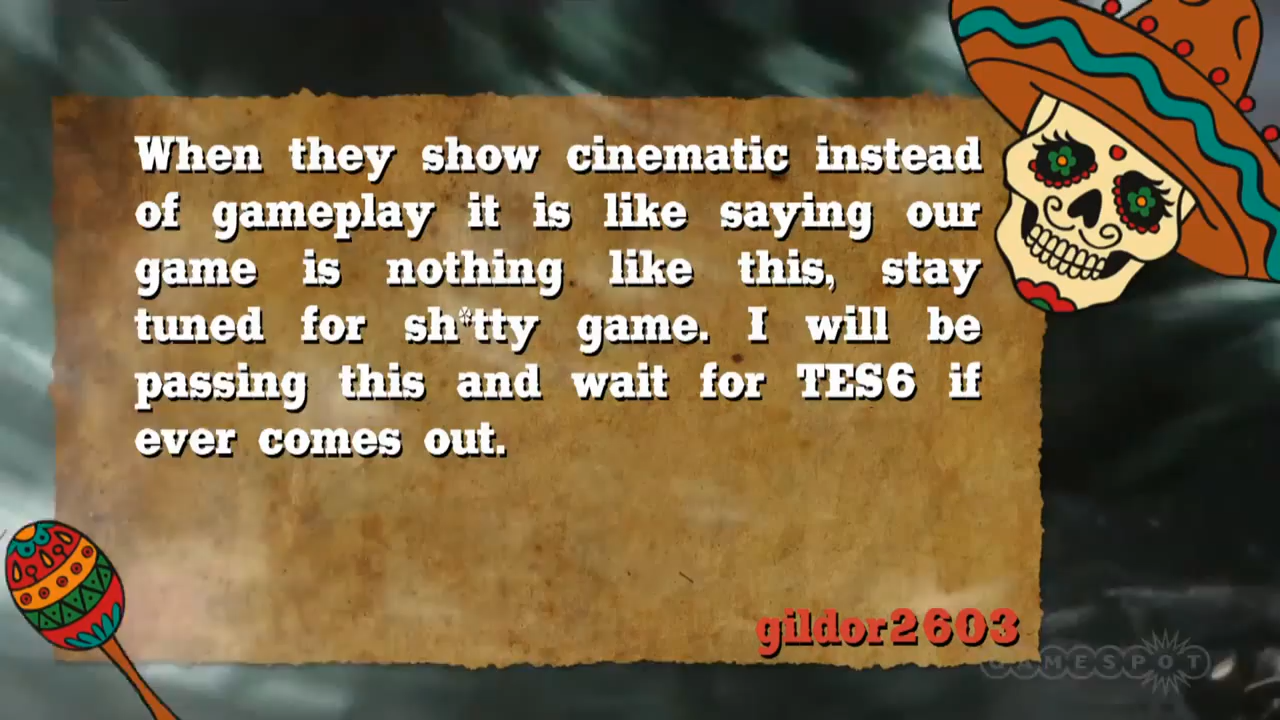 When they show cinematic instead
of gameplay it is like saying our
game is nothing like this, stay
tuned for sh*tty game. I will be
passing this and wait for TES6 if
ever comes out.
gildor2603
GAMESPOT